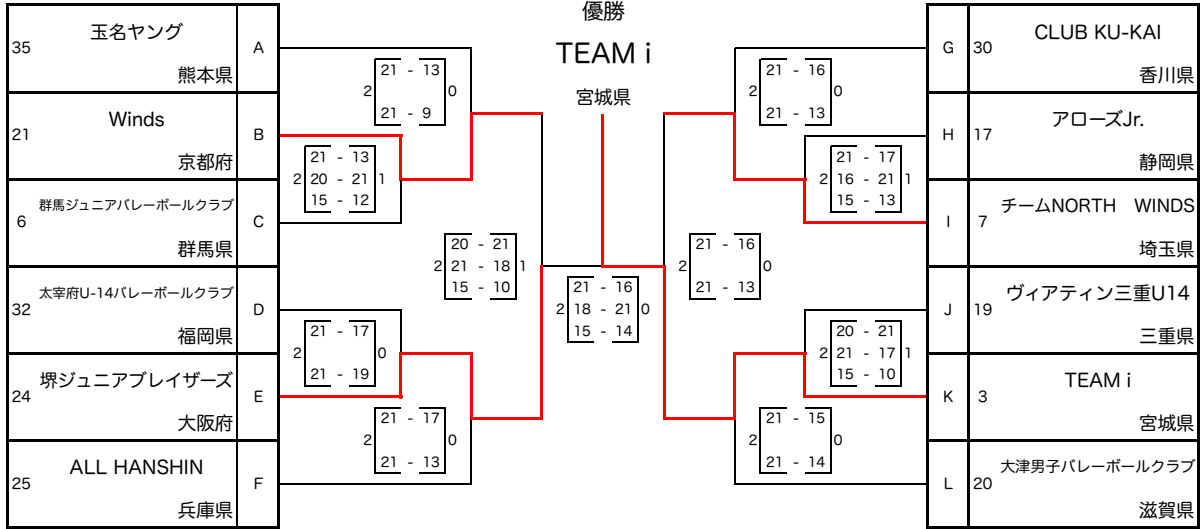 優勝
TEAM i
宮城県
35 玉名ヤング A
熊本県
21 Winds B
京都府
6 群馬ジュニアバレーボールクラブ C
群馬県
32 太宰府U-14バレーボールクラブ D
福岡県
24 堺ジュニアブレイザーズ E
大阪府
25 ALL HANSHIN F
兵庫県
21 - 13
2 0
21 - 9
21 - 13
2 20 - 21 1
15 - 12
20 - 21
2 21 - 18 1
15 - 10
21 - 17
2 0
21 - 19
21 - 17
2 0
21 - 13
21 - 16
2 18 - 21 0
15 - 14
21 - 16
2 0
21 - 13
21 - 17
2 16 - 21 1
15 - 13
21 - 16
2 0
21 - 13
20 - 21
2 21 - 17 1
15 - 10
21 - 15
2 0
21 - 14
G 30 CLUB KU-KAI
香川県
H 17 アローズJr.
静岡県
I 7 チームNORTH　WINDS
埼玉県
J 19 ヴィアティン三重U14
三重県
K 3 TEAM i
宮城県
L 20 大津男子バレーボールクラブ
滋賀県